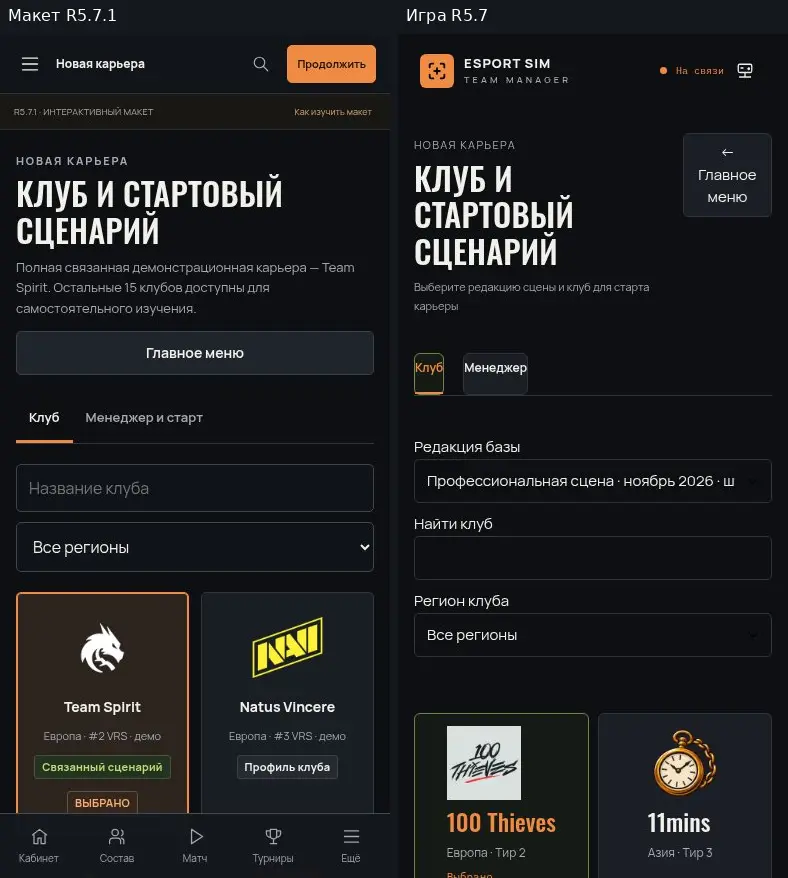 Макет R5.7.1
Новая карьера
Продолжить
R5.7.1 · ИНТЕРАКТИВНЫЙ МАКЕТ
Как изучить макет
НОВАЯ КАРЬЕРА
КЛУБ И СТАРТОВЫЙ
СЦЕНАРИЙ
Полная связанная демонстрационная карьера — Team
Spirit. Остальные 15 клубов доступны для
самостоятельного изучения.
Главное меню
Клуб
Менеджер и старт
Название клуба
Все регионы
Team Spirit
Европа · #2 VRS · демо
Связанный сценарий
ВЫБРАНО
NAVI
Natus Vincere
Европа · #3 VRS · демо
Профиль клуба
Кабинет
Состав
Матч
Турниры
Ещё
Игра R5.7
ESPORT SIM
TEAM MANAGER
На связи
НОВАЯ КАРЬЕРА
КЛУБ И
СТАРТОВЫЙ
СЦЕНАРИЙ
Выберите редакцию сцены и клуб для старта
карьеры
←
Главное
меню
Клуб
Менеджер
Редакция базы
Профессиональная сцена · ноябрь 2026 · ш
Найти клуб
Регион клуба
Все регионы
100
THIEVES
100 Thieves
Европа · Тир 2
Выбрано
11mins
Азия · Тир 3